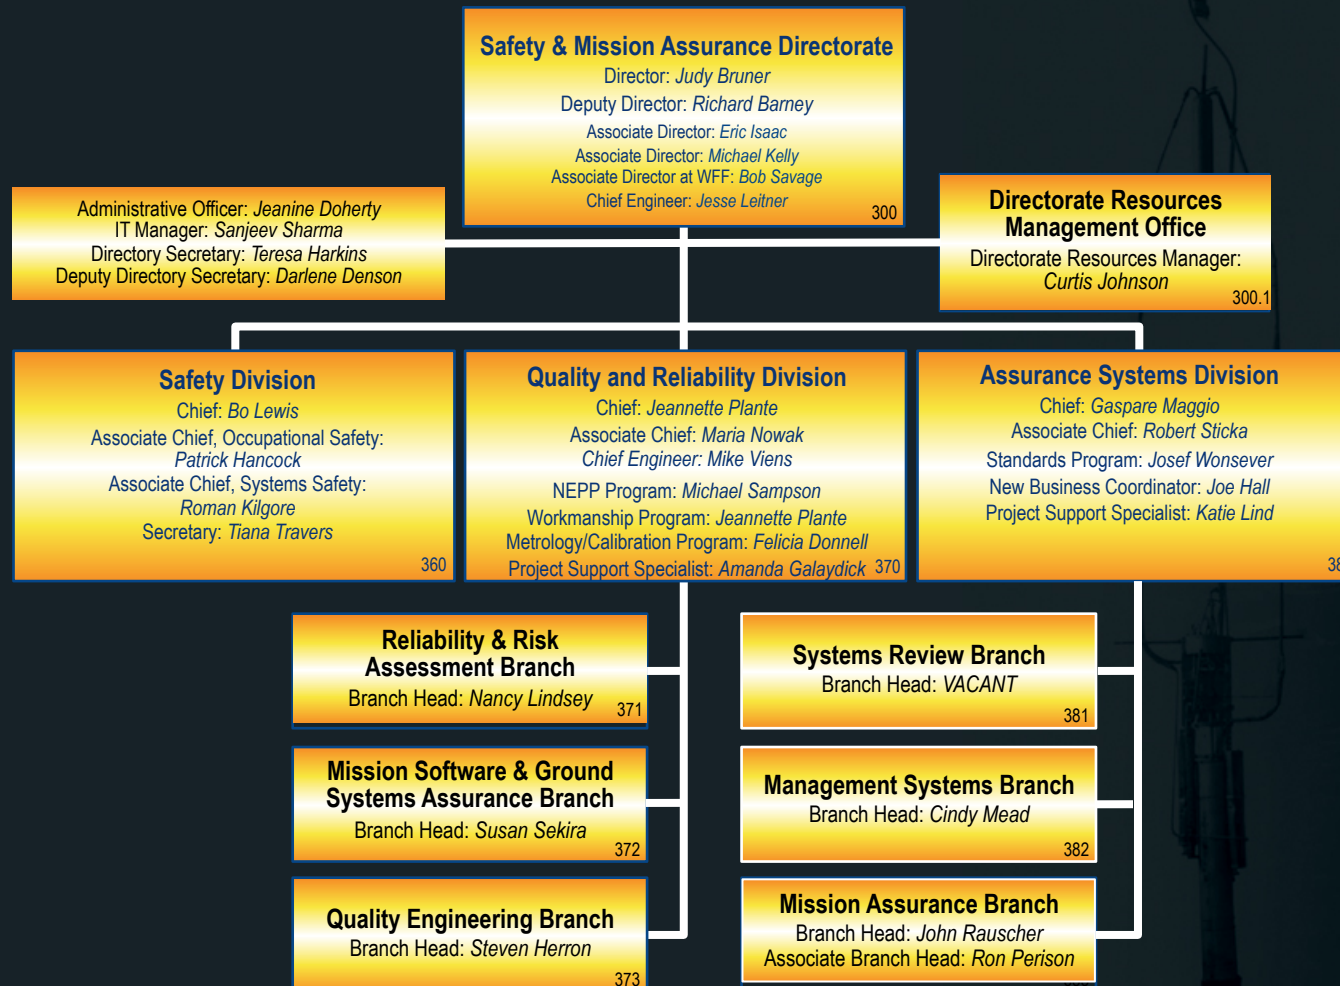 Safety & Mission Assurance Directorate
Director: Judy Bruner
Deputy Director: Richard Barney
Associate Director: Eric Isaac
Associate Director: Michael Kelly
Associate Director at WFF: Bob Savage
Chief Engineer: Jesse Leitner
300
Administrative Officer: Jeanine Doherty
IT Manager: Sanjeev Sharma
Directory Secretary: Teresa Harkins
Deputy Directory Secretary: Darlene Denson
Directorate Resources
Management Office
Directorate Resources Manager:
Curtis Johnson
300.1
Safety Division
Chief: Bo Lewis
Associate Chief, Occupational Safety:
Patrick Hancock
Associate Chief, Systems Safety:
Roman Kilgore
Secretary: Tiana Travers
360
Quality and Reliability Division
Chief: Jeannette Plante
Associate Chief: Maria Nowak
Chief Engineer: Mike Viens
NEPP Program: Michael Sampson
Workmanship Program: Jeannette Plante
Metrology/Calibration Program: Felicia Donnell
Project Support Specialist: Amanda Galaydick 370
Assurance Systems Division
Chief: Gaspare Maggio
Associate Chief: Robert Sticka
Standards Program: Josef Wonsever
New Business Coordinator: Joe Hall
Project Support Specialist: Katie Lind
Reliability & Risk
Assessment Branch
Branch Head: Nancy Lindsey
371
Mission Software & Ground
Systems Assurance Branch
Branch Head: Susan Sekira
372
Quality Engineering Branch
Branch Head: Steven Herron
373
Systems Review Branch
Branch Head: VACANT
381
Management Systems Branch
Branch Head: Cindy Mead
382
Mission Assurance Branch
Branch Head: John Rauscher
Associate Branch Head: Ron Perison